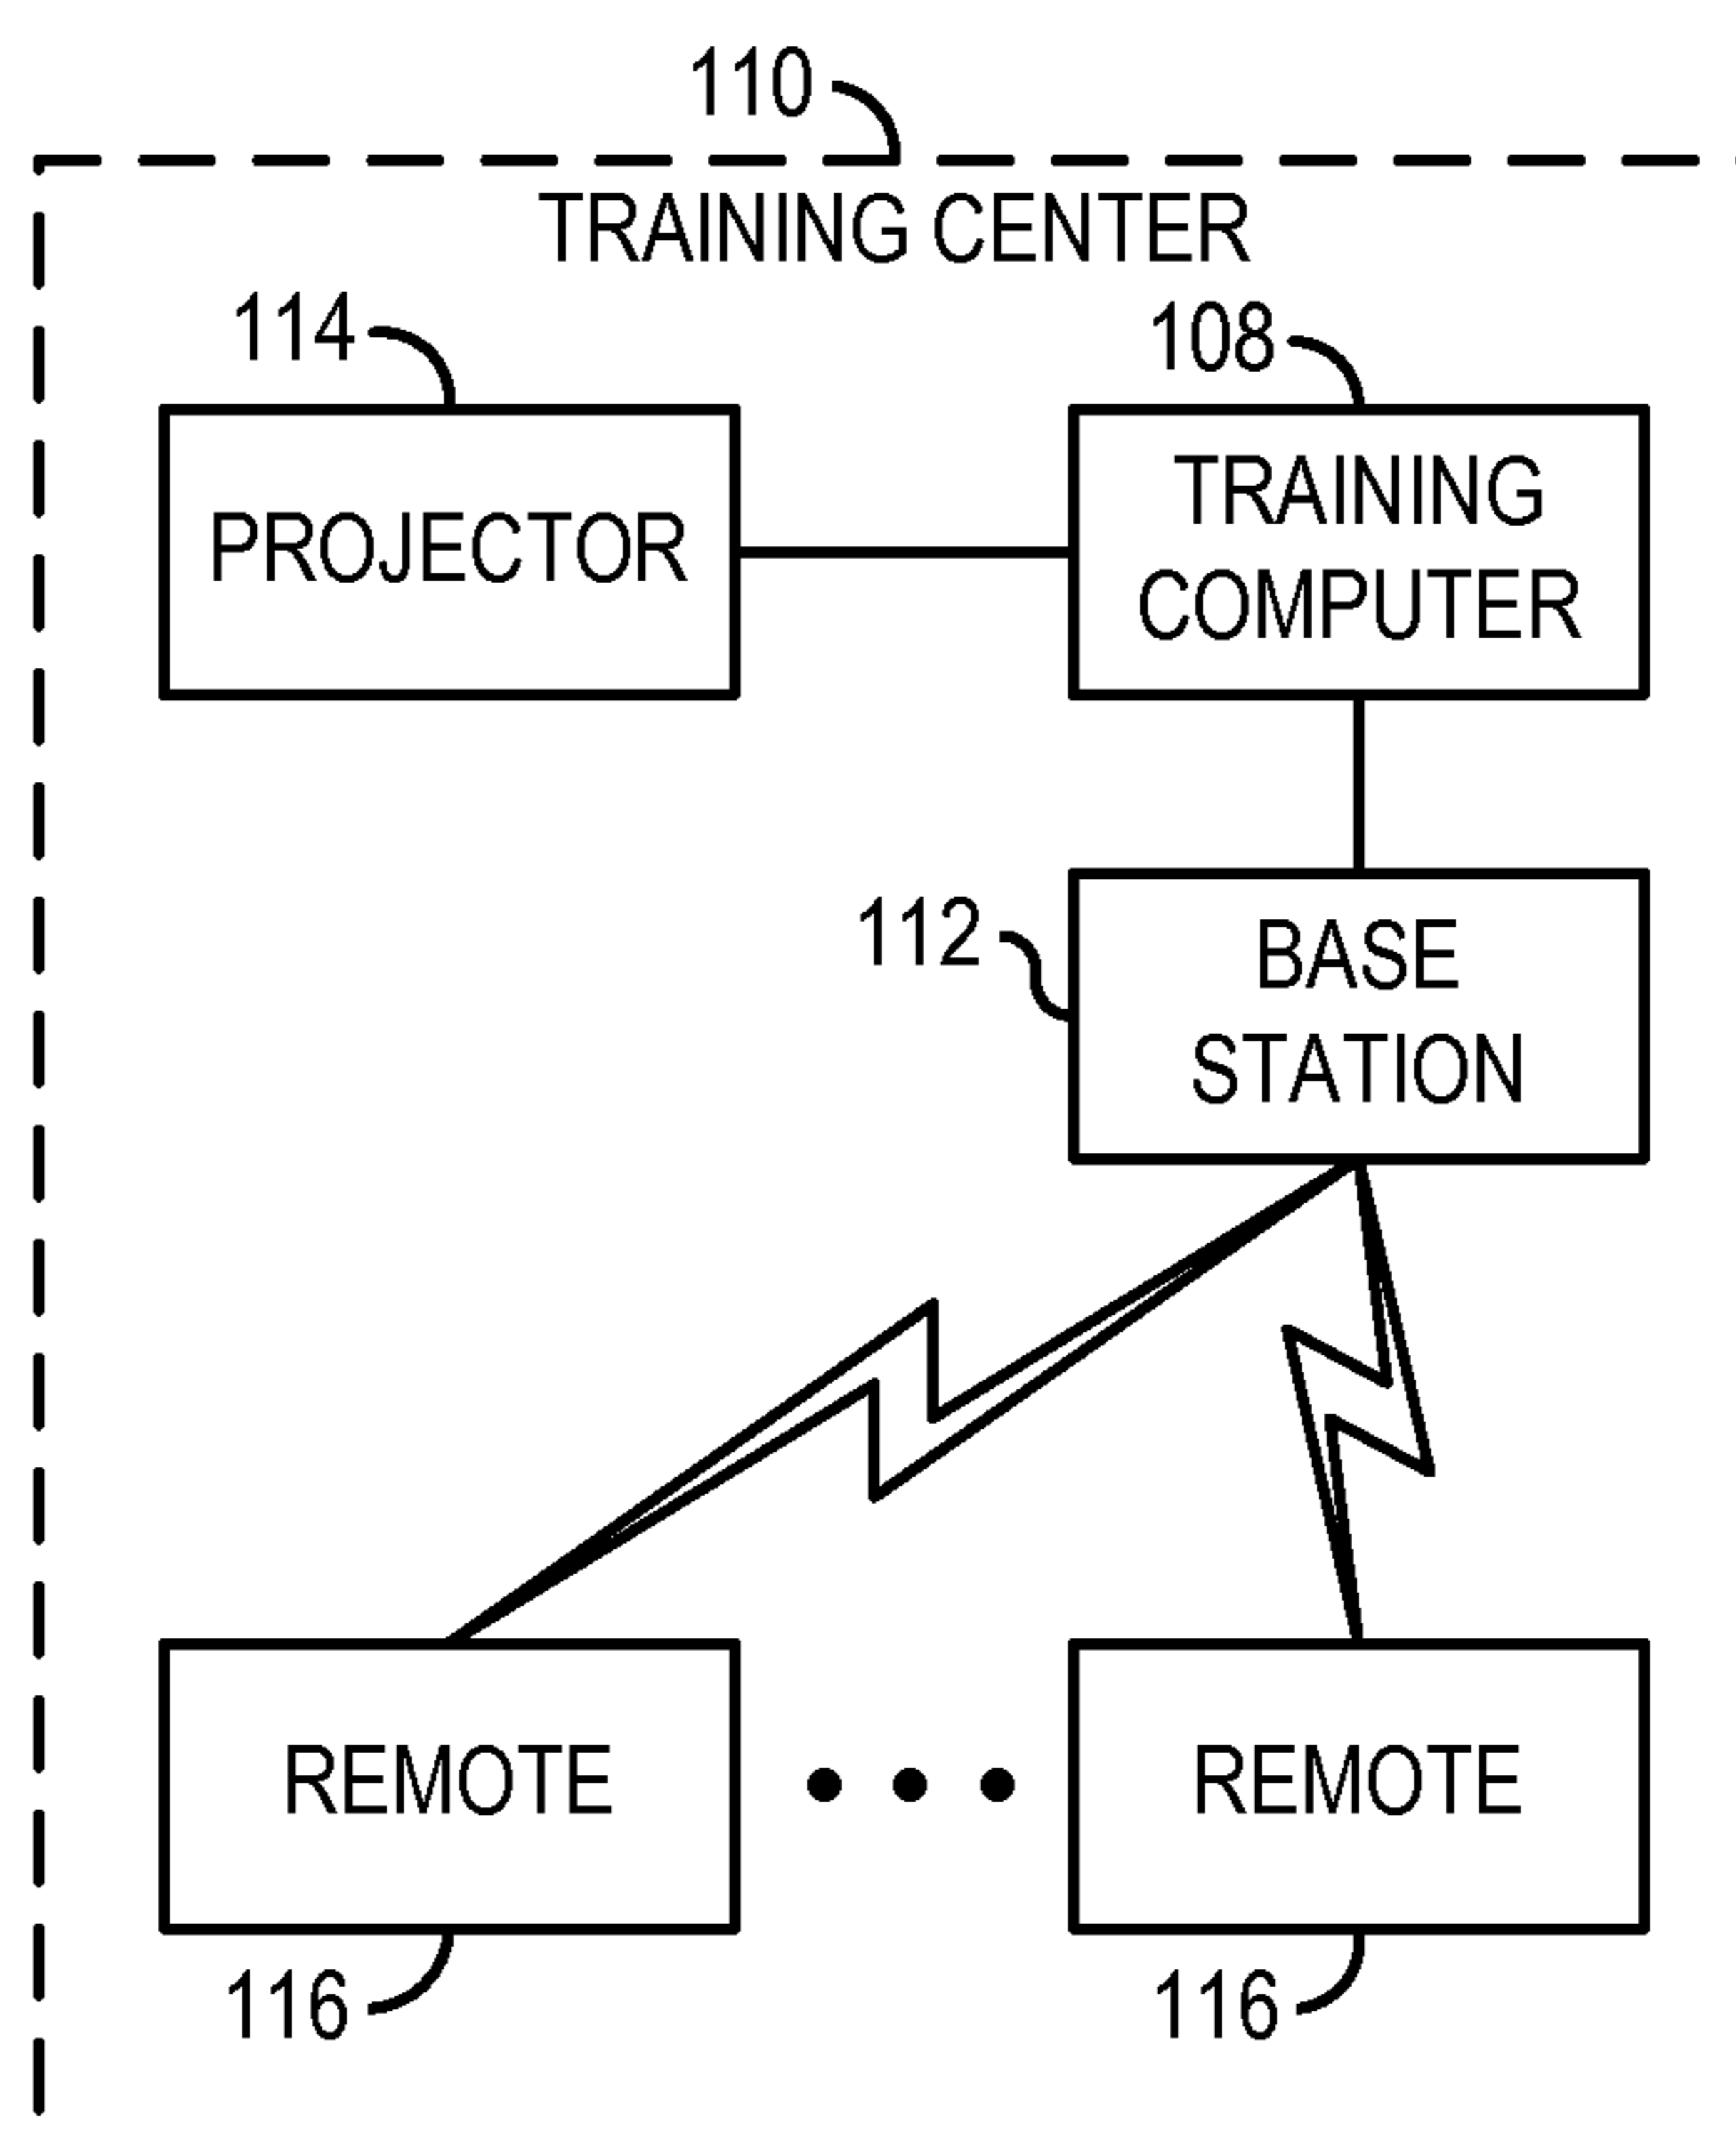 110
TRAINING CENTER
114
108
PROJECTOR
TRAINING
COMPUTER
112
BASE
STATION
REMOTE
REMOTE
116
116